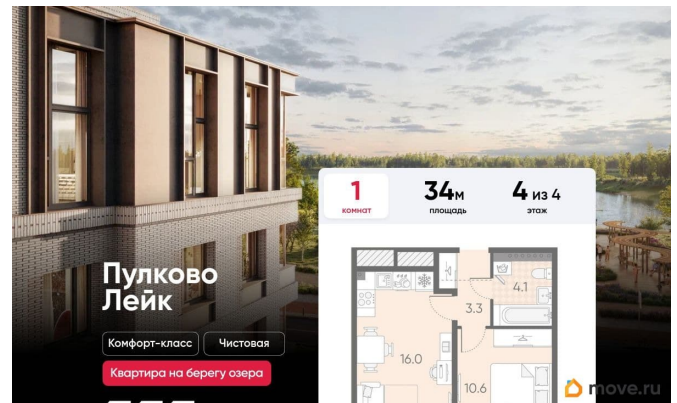 1
комнат
34м
площадь
4 из 4
этаж
Пулково
Лейк
Комфорт-класс
Чистовая
Квартира на берегу озера
4.1
3.3
16.0
10.6
move.ru